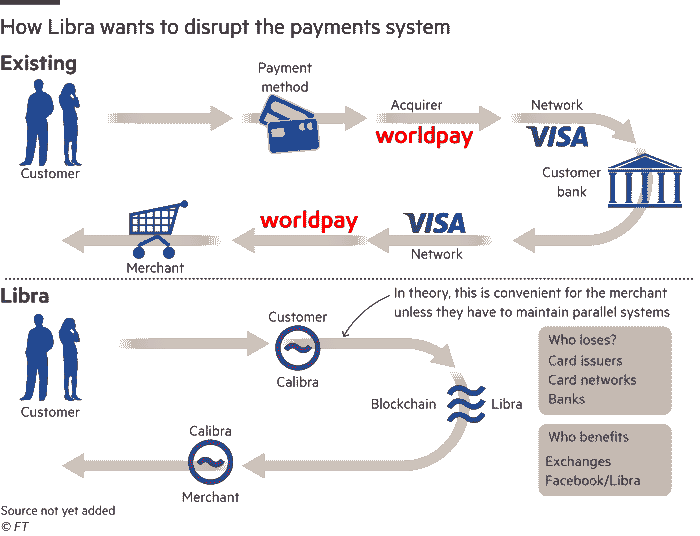 How Libra wants to disrupt the payments system
Existing
Customer
Payment
method
Acquirer
worldpay
Network
VISA
Customer
bank
VISA
Network
worldpay
Merchant
Libra
Customer
Customer
Calibra
In theory, this is convenient for the merchant
unless they have to maintain parallel systems
Blockchain
Libra
Calibra
Merchant
Who loses?
Card issuers
Card networks
Banks
Who benefits
Exchanges
Facebook/Libra
Source not yet added
© FT